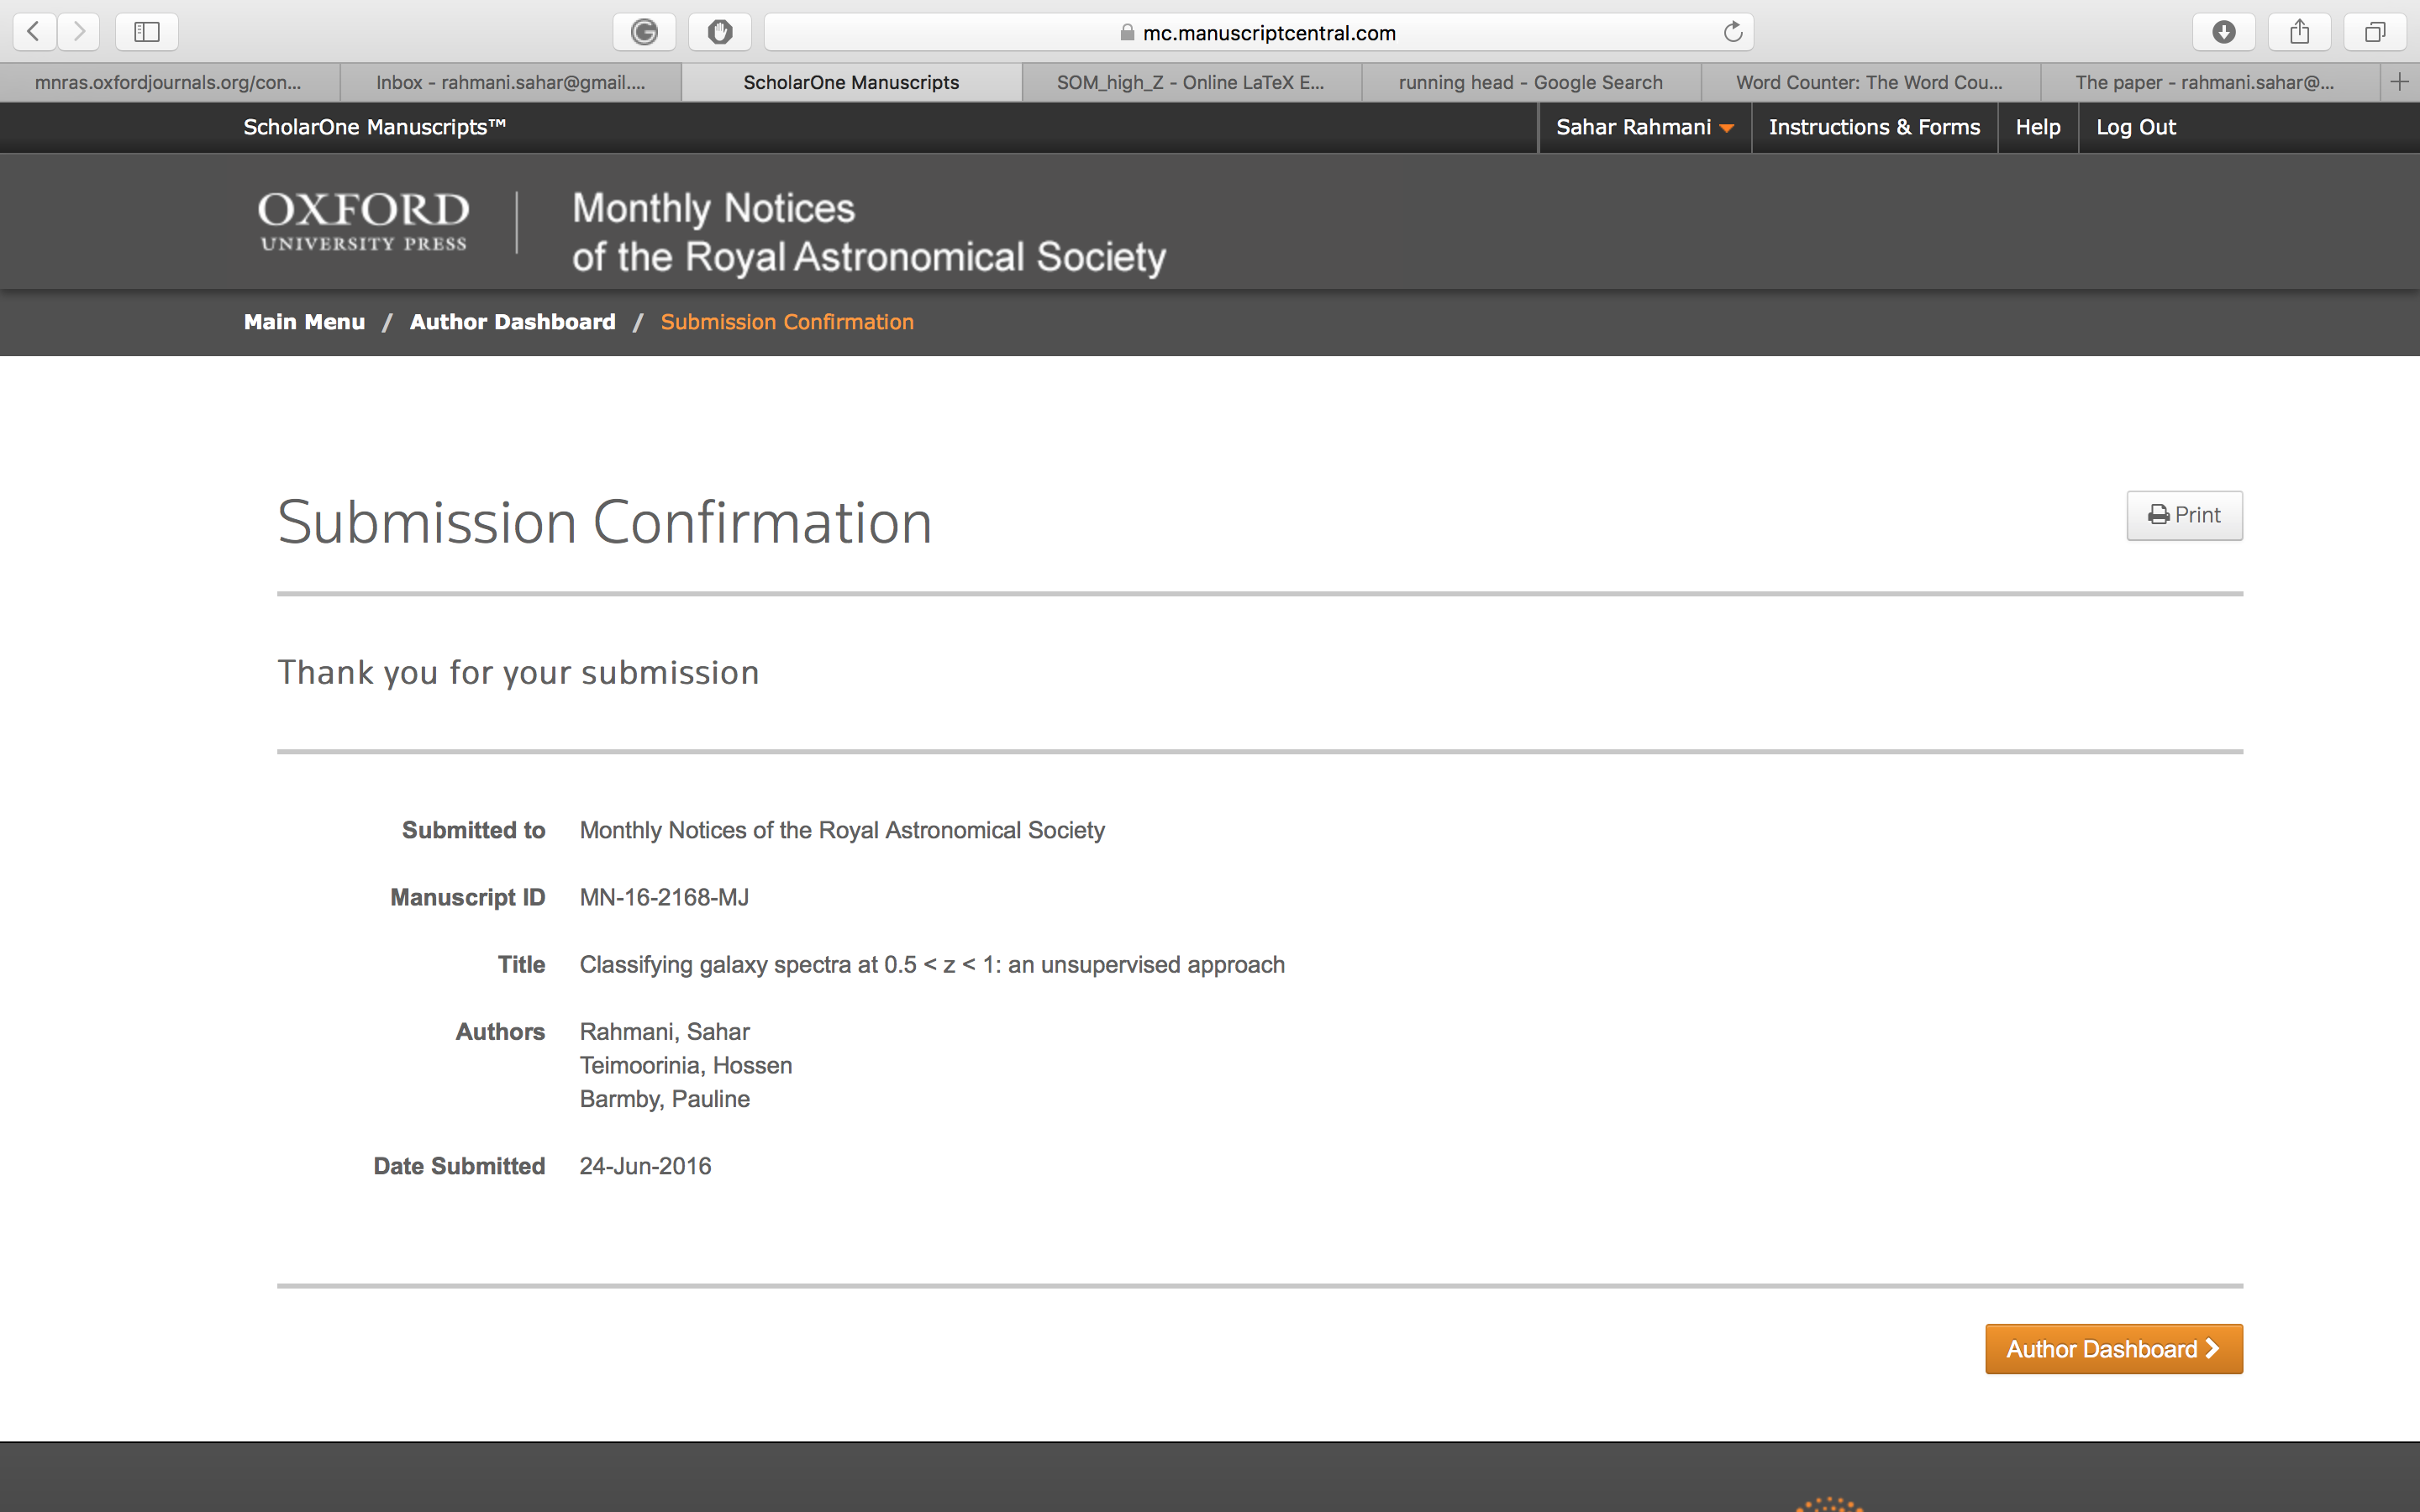 mc.manuscriptcentral.com
mnras.oxfordjournals.org/con...
Inbox - rahmani.sahar@gmail....
ScholarOne Manuscripts
SOM_high_Z - Online LaTeX E...
running head - Google Search
Word Counter: The Word Cou...
The paper - rahmani.sahar@...
ScholarOne Manuscripts™
Sahar Rahmani
Instructions & Forms
Help
Log Out
OXFORD
UNIVERSITY PRESS
Monthly Notices
of the Royal Astronomical Society
Main Menu / Author Dashboard / Submission Confirmation
Submission Confirmation
Print
Thank you for your submission
Submitted to Monthly Notices of the Royal Astronomical Society
Manuscript ID MN-16-2168-MJ
Title Classifying galaxy spectra at 0.5 < z < 1: an unsupervised approach
Authors Rahmani, Sahar
Teimoorinia, Hossen
Barmby, Pauline
Date Submitted 24-Jun-2016
Author Dashboard